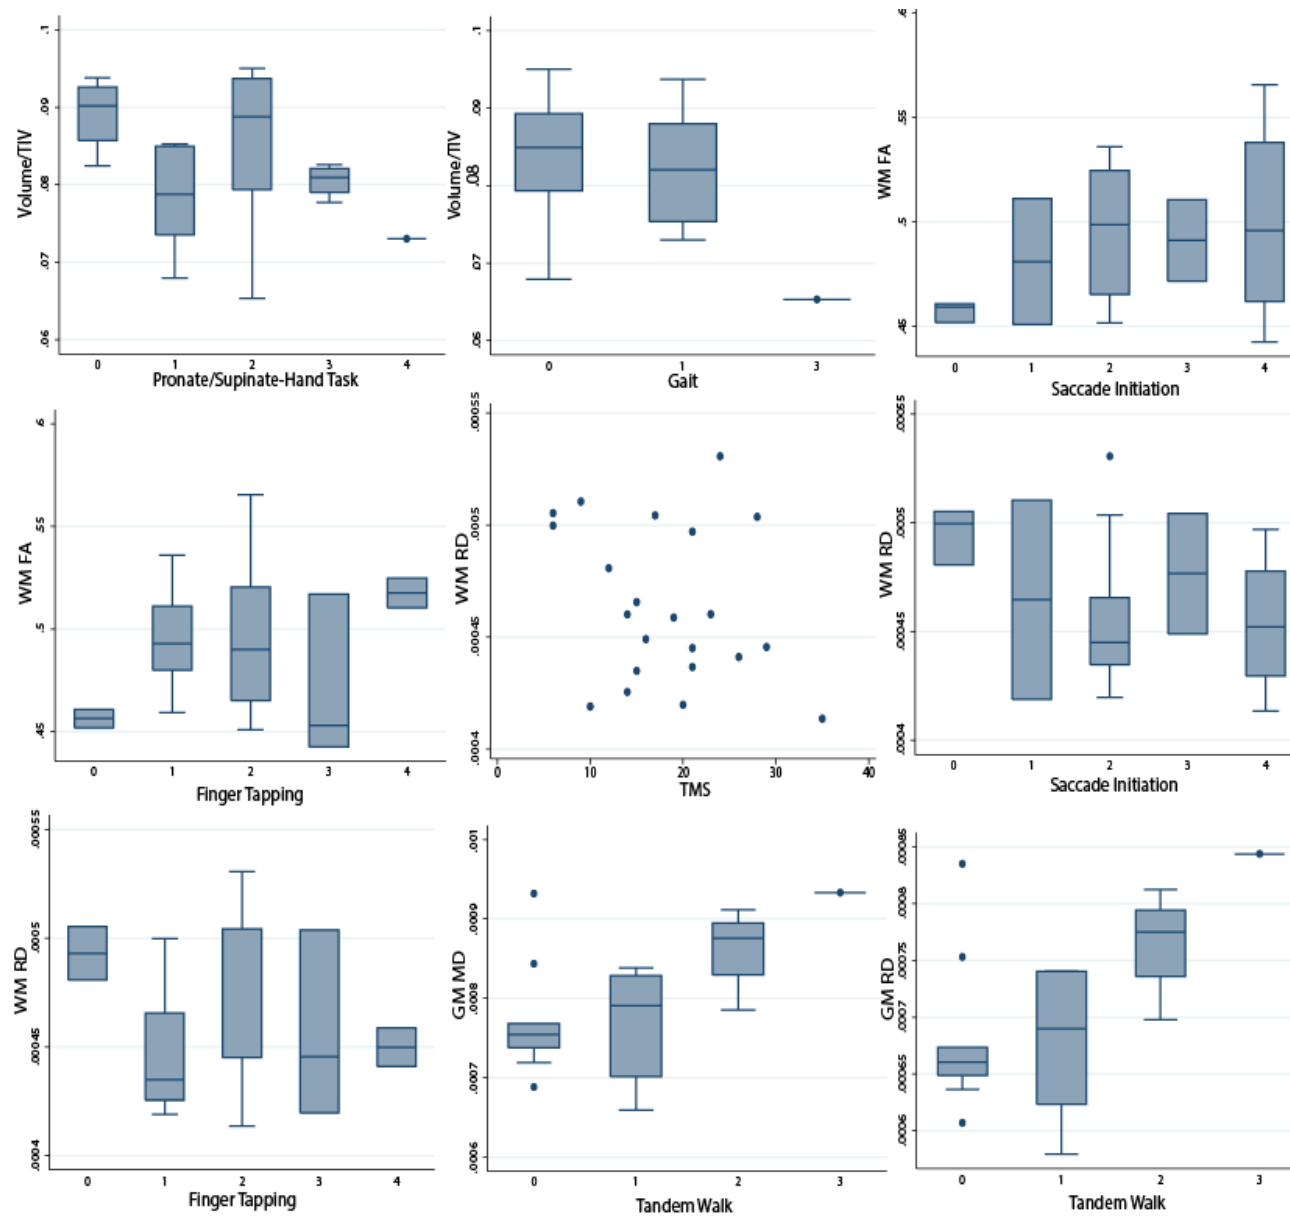 .1
.09
.08
.07
.06
Volume/TIV
0 1 2 3 4
Pronate/Supinate-Hand Task
.1
.09
.08
.07
.06
Volume/TIV
0 1 3
Gait
.6
.55
.5
.45
WM FA
0 1 2 3 4
Saccade Initiation
.6
.55
.5
.45
WM FA
0 1 2 3 4
Finger Tapping
.00055
.0005
.00045
.0004
WM RD
0 10 20 30 40
TMS
.00055
.0005
.00045
.0004
WM RD
0 1 2 3 4
Saccade Initiation
.00055
.0005
.00045
.0004
WM RD
0 1 2 3 4
Finger Tapping
.001
.0009
.0008
.0007
.0006
GM MD
0 1 2 3
Tandem Walk
.00085
.0008
.00075
.0007
.00065
.0006
GM RD
0 1 2 3
Tandem Walk